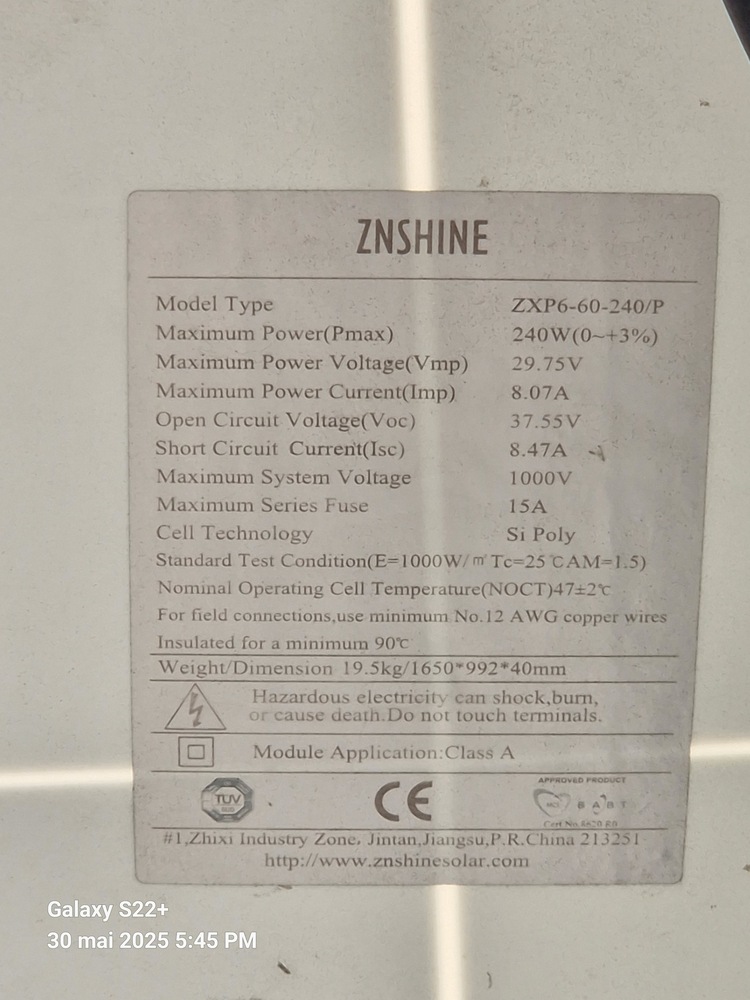 ZNSHINE
Model Type ZXP6-60-240/P
Maximum Power(Pmax) 240W(0~+3%)
Maximum Power Voltage(Vmp) 29.75V
Maximum Power Current(Imp) 8.07A
Open Circuit Voltage(Voc) 37.55V
Short Circuit Current(Isc) 8.47A
Maximum System Voltage 1000V
Maximum Series Fuse 15A
Cell Technology Si Poly
Standard Test Condition(E=1000W/㎡ Tc=25℃ AM=1.5)
Nominal Operating Cell Temperature(NOCT)47±2℃
For field connections,use minimum No.12 AWG copper wires
Insulated for a minimum 90℃
Weight/Dimension 19.5kg/1650*992*40mm
Hazardous electricity can shock,burn,
or cause death.Do not touch terminals.
Module Application:Class A
APPROVED PRODUCT
TUV CE MCS BABT
Cert No.
#1,Zhixi Industry Zone, Jintan,Jiangsu,P.R.China 213251
http://www.znshinesolar.com
Galaxy S22+
30 mai 2025 5:45 PM